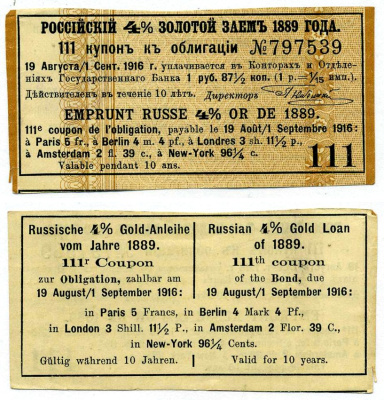 РОССІЙСКІЙ 4% ЗОЛОТОЙ ЗАЕМЪ 1889 ГОДА.
111 купонъ къ облигаціи №797539
19 Августа/1 Сент. 1916 г. уплачивается въ Конторахъ и Отдѣ-
леніяхъ Государственнаго Банка 1 руб. 87½ коп. (1 р.=1/15 имп.).
Дѣйствителенъ въ теченіе 10 лѣтъ. Директоръ
EMPRUNT RUSSE 4% OR DE 1889.
111e coupon de l'obligation, payable le 19 Août/1 Septembre 1916:
à Paris 5 fr., à Berlin 4 m. 4 pf., à Londres 3 sh. 11½ p.,
à Amsterdam 2 fl. 39 c., à New-York 96¼ c.
Valable pendant 10 ans.
111
Russische 4% Gold-Anleihe
vom Jahre 1889.
111r Coupon
zur Obligation, zahlbar am
19 August/1 September 1916:
Russian 4% Gold Loan
of 1889.
111th coupon
of the Bond, due
19 August/1 September 1916:
in Paris 5 Francs, in Berlin 4 Mark 4 Pf.,
in London 3 Shill. 11½ P., in Amsterdam 2 Flor. 39 C.,
in New-York 96¼ Cents.
Gültig während 10 Jahren.
Valid for 10 years.